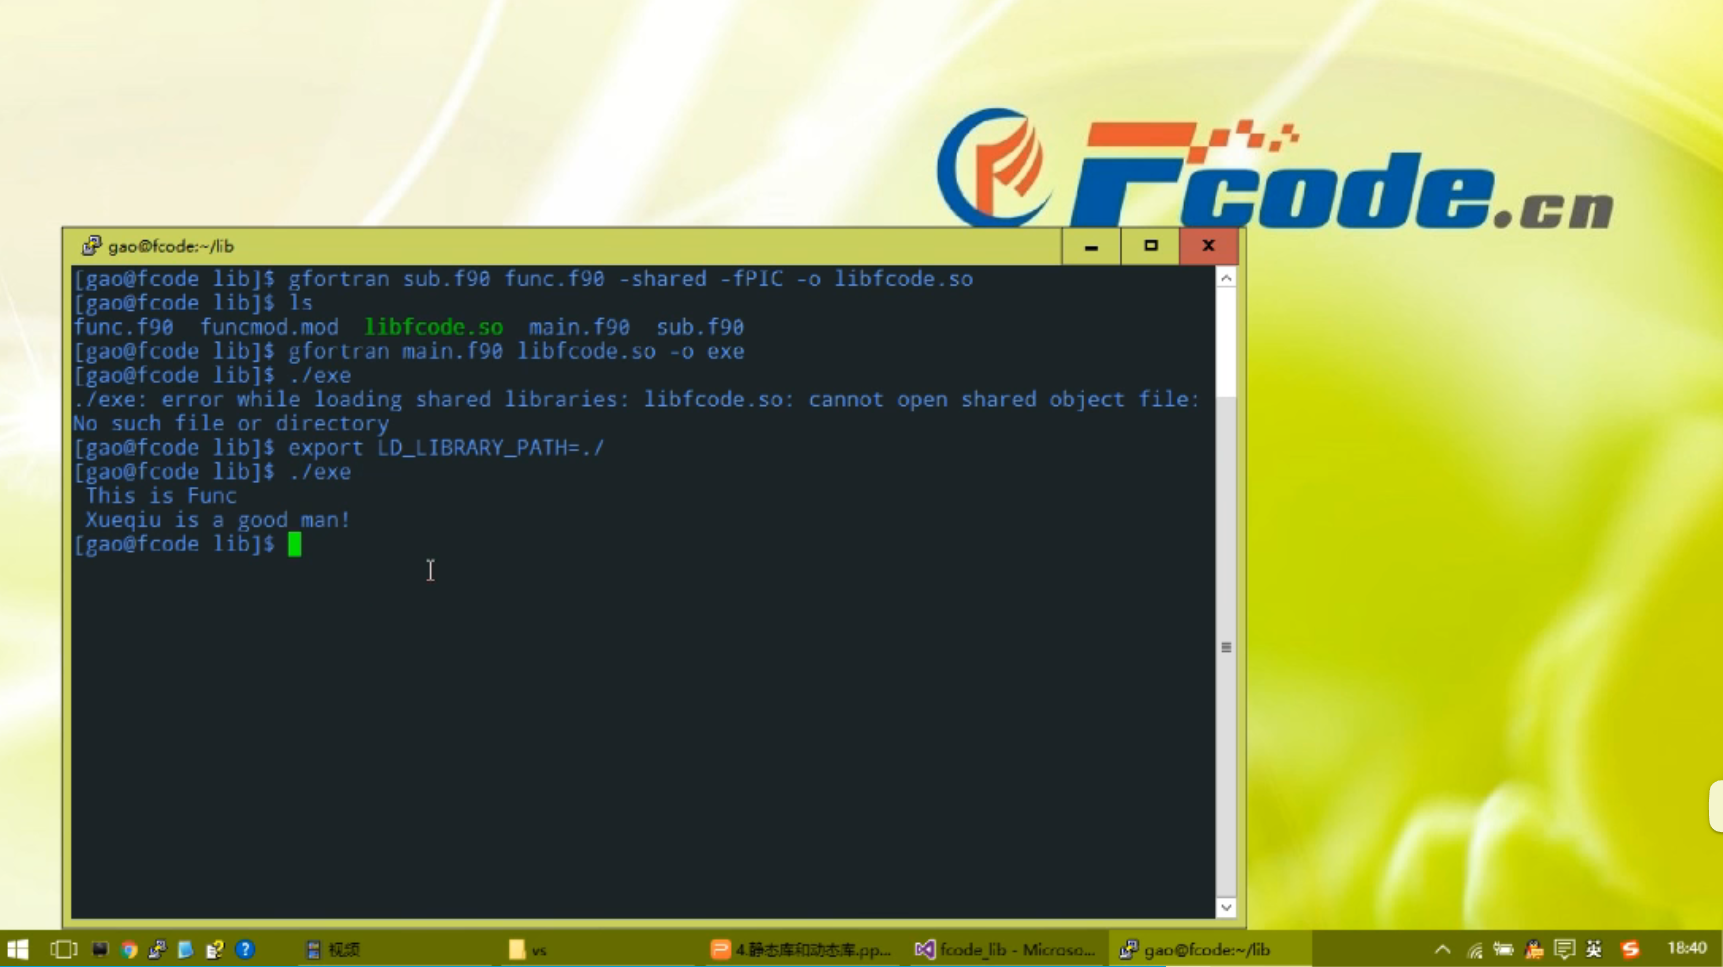 Fcode.cn
gao@fcode:~/lib
[gao@fcode lib]$ gfortran sub.f90 func.f90 -shared -fPIC -o libfcode.so
[gao@fcode lib]$ ls
func.f90 funcmod.mod libfcode.so main.f90 sub.f90
[gao@fcode lib]$ gfortran main.f90 libfcode.so -o exe
[gao@fcode lib]$ ./exe
./exe: error while loading shared libraries: libfcode.so: cannot open shared object file:
No such file or directory
[gao@fcode lib]$ export LD_LIBRARY_PATH=./
[gao@fcode lib]$ ./exe
This is Func
Xueqiu is a good man!
[gao@fcode lib]$
视频 vs 4.静态库和动态库.pp... fcode_lib - Microso... gao@fcode:~/lib 英 18:40